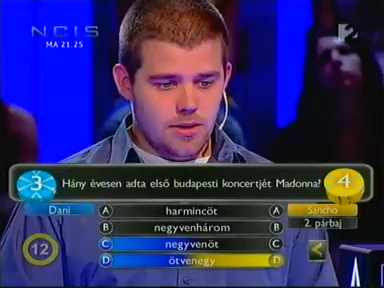 NCIS
MA 21.25
2
3
Hány évesen adta első budapesti koncertjét Madonna?
4
Dani
A harmincöt A
Sancho
B negyvenhárom B
2. párbaj
12
C negyvenöt C
D ötvenegy D